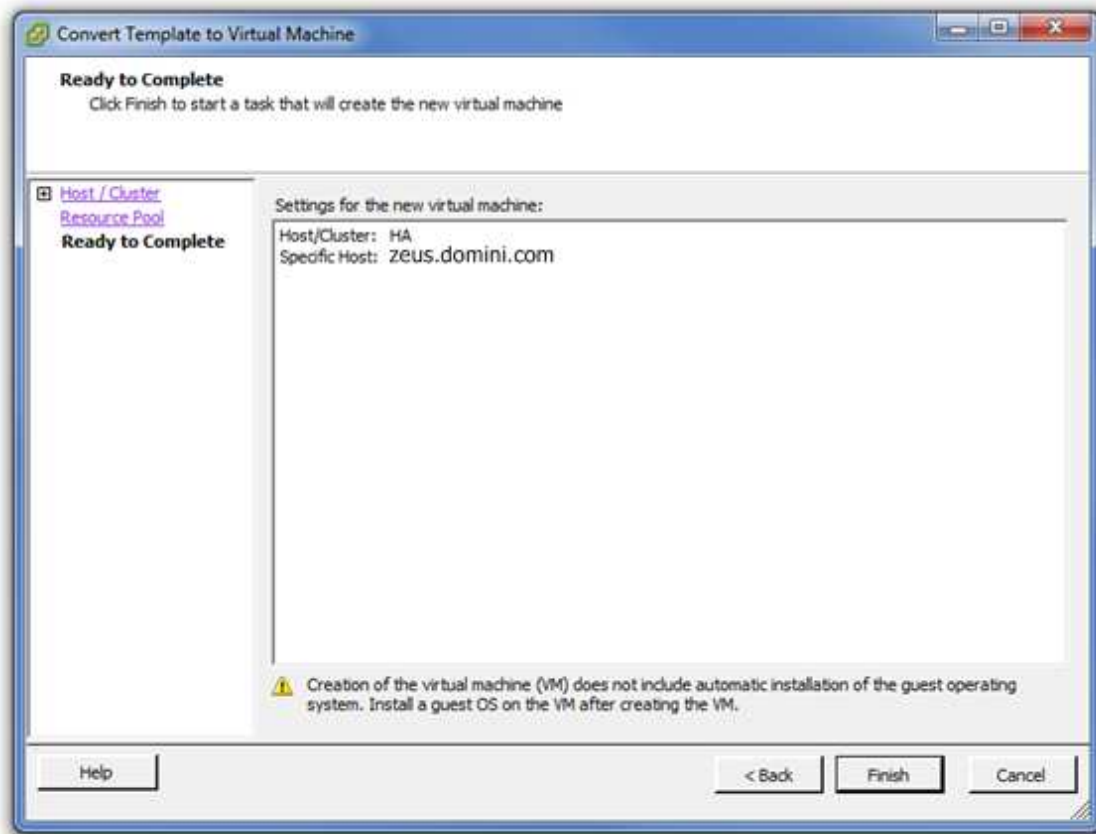 Convert Template to Virtual Machine
Ready to Complete
Click Finish to start a task that will create the new virtual machine
Host / Cluster
Resource Pool
Ready to Complete
Settings for the new virtual machine:
Host/Cluster: HA
Specific Host: zeus.domini.com
Creation of the virtual machine (VM) does not include automatic installation of the guest operating
system. Install a guest OS on the VM after creating the VM.
Help
< Back
Finish
Cancel